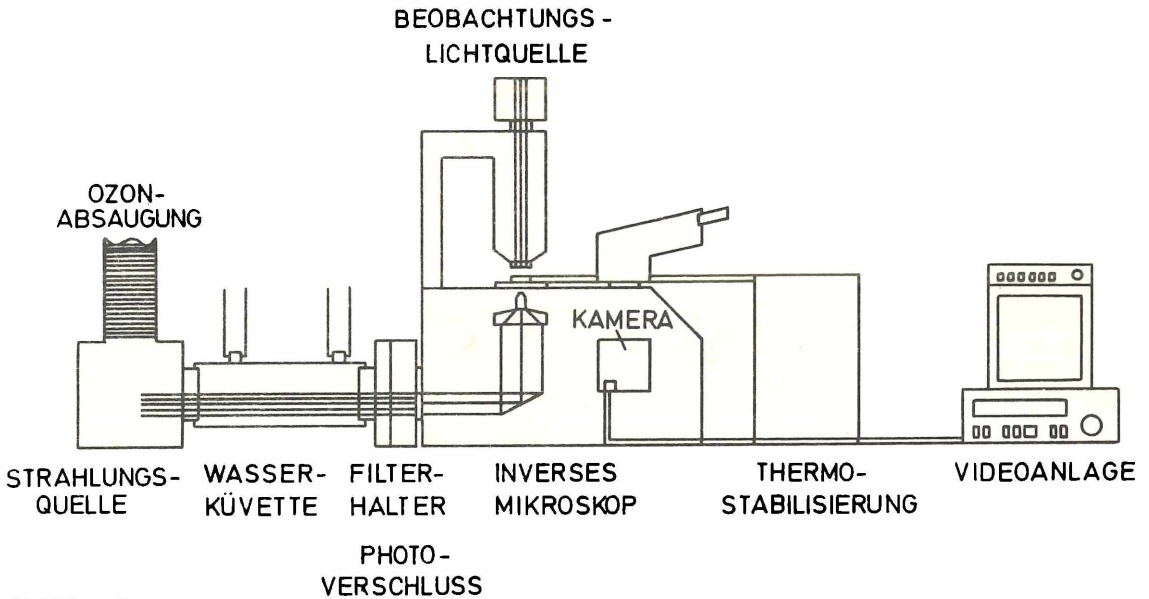 BEOBACHTUNGS-
LICHTQUELLE
OZON-
ABSAUGUNG
KAMERA
STRAHLUNGS-
QUELLE
WASSER-
KÜVETTE
FILTER-
HALTER
INVERSES
MIKROSKOP
THERMO-
STABILISIERUNG
VIDEOANLAGE
PHOTO-
VERSCHLUSS